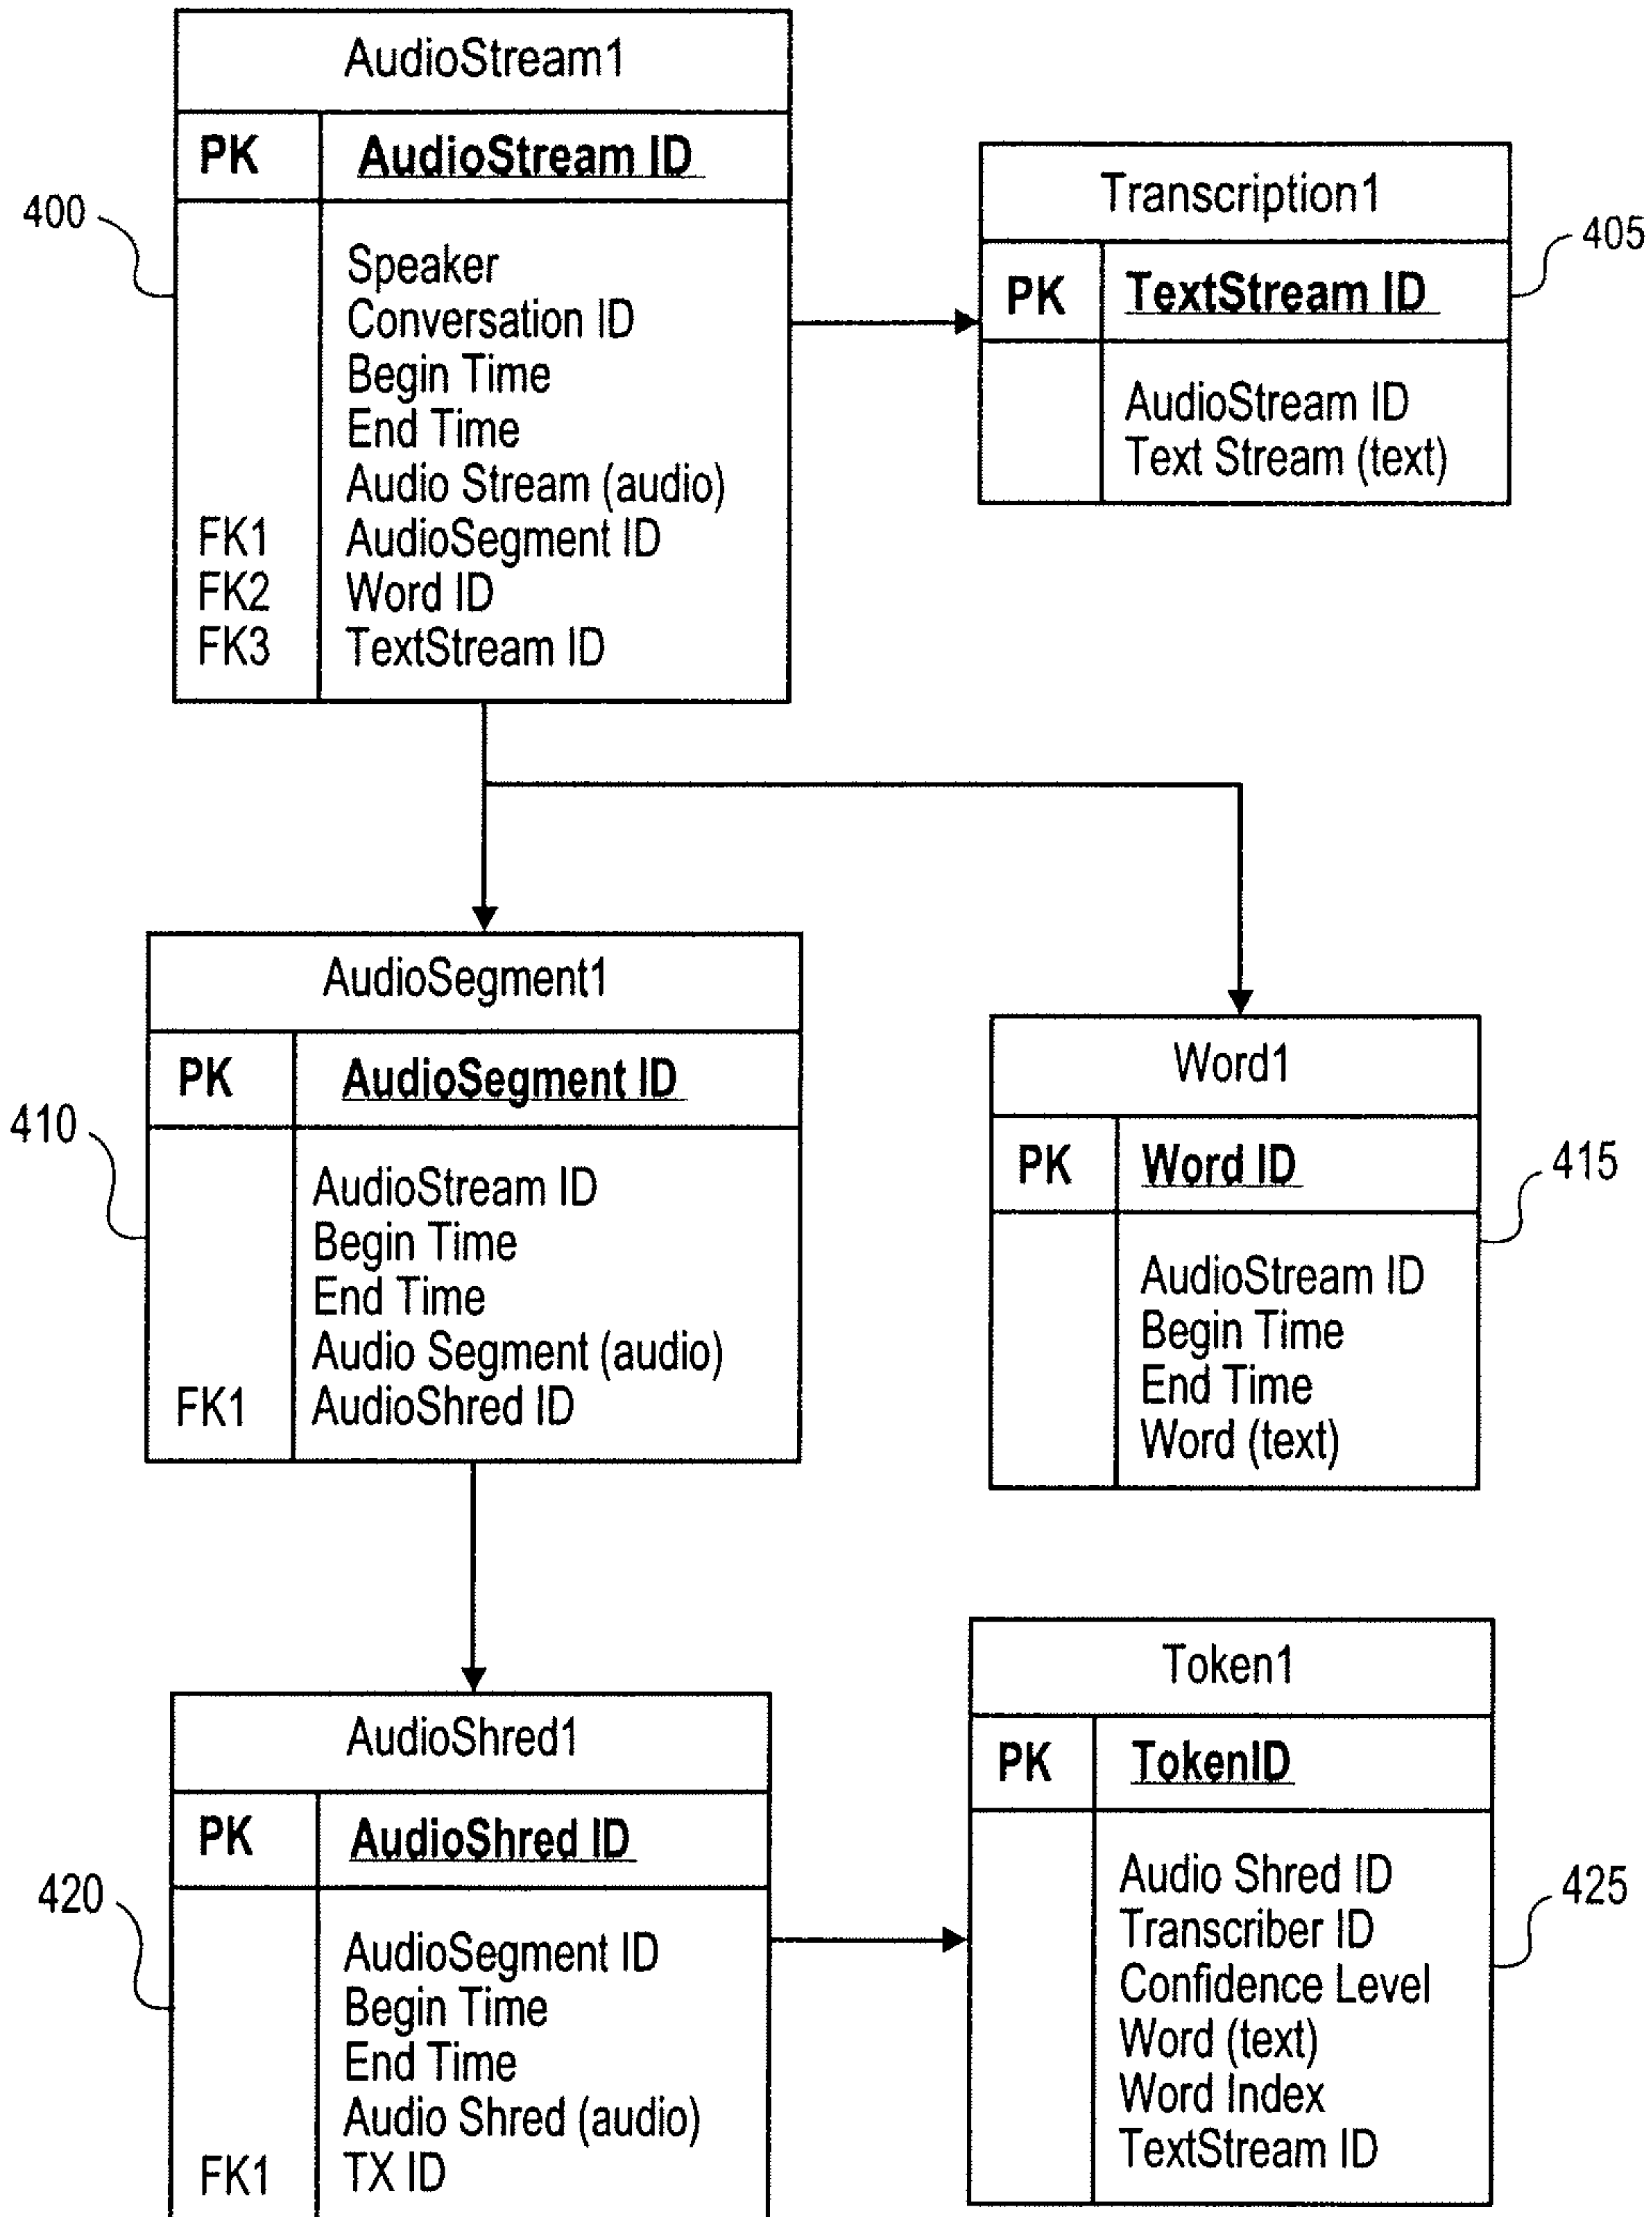 AudioStream1
PK AudioStream ID
400
Speaker
Conversation ID
Begin Time
End Time
Audio Stream (audio)
FK1 AudioSegment ID
FK2 Word ID
FK3 TextStream ID
Transcription1
PK TextStream ID
405
AudioStream ID
Text Stream (text)
AudioSegment1
PK AudioSegment ID
410
AudioStream ID
Begin Time
End Time
Audio Segment (audio)
FK1 AudioShred ID
Word1
PK Word ID
415
AudioStream ID
Begin Time
End Time
Word (text)
AudioShred1
PK AudioShred ID
420
AudioSegment ID
Begin Time
End Time
Audio Shred (audio)
FK1 TX ID
Token1
PK TokenID
425
Audio Shred ID
Transcriber ID
Confidence Level
Word (text)
Word Index
TextStream ID